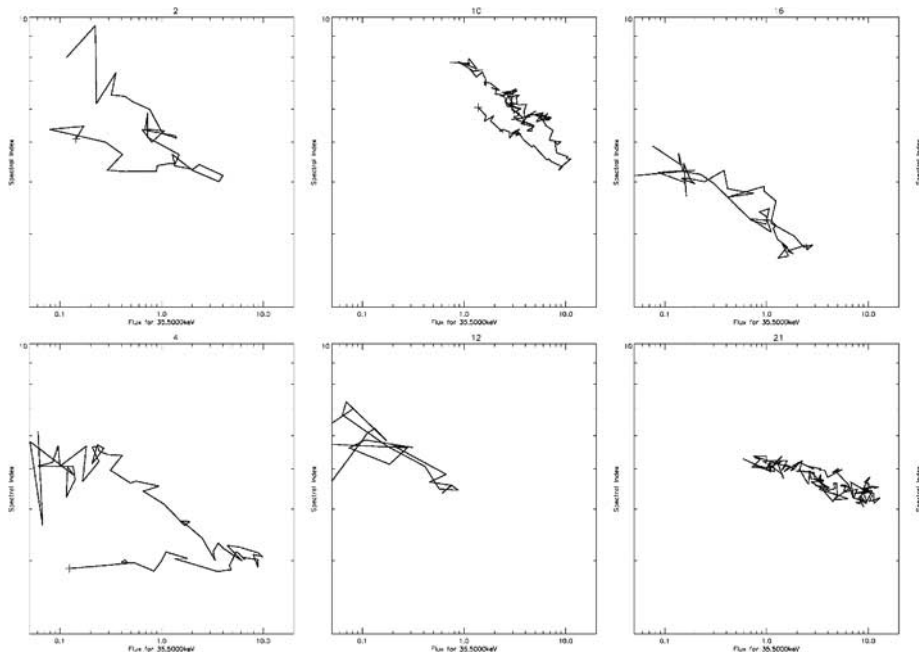 2
10
Spectral Index
0.1 1.0 10.0
Flux for 35.5000keV
10
10
Spectral Index
0.1 1.0 10.0
Flux for 35.5000keV
16
10
Spectral Index
0.1 1.0 10.0
Flux for 35.5000keV
Spectral Index
4
10
Spectral Index
0.1 1.0 10.0
Flux for 35.5000keV
12
10
Spectral Index
0.1 1.0 10.0
Flux for 35.5000keV
21
10
Spectral Index
0.1 1.0 10.0
Flux for 35.5000keV
Spectral Index